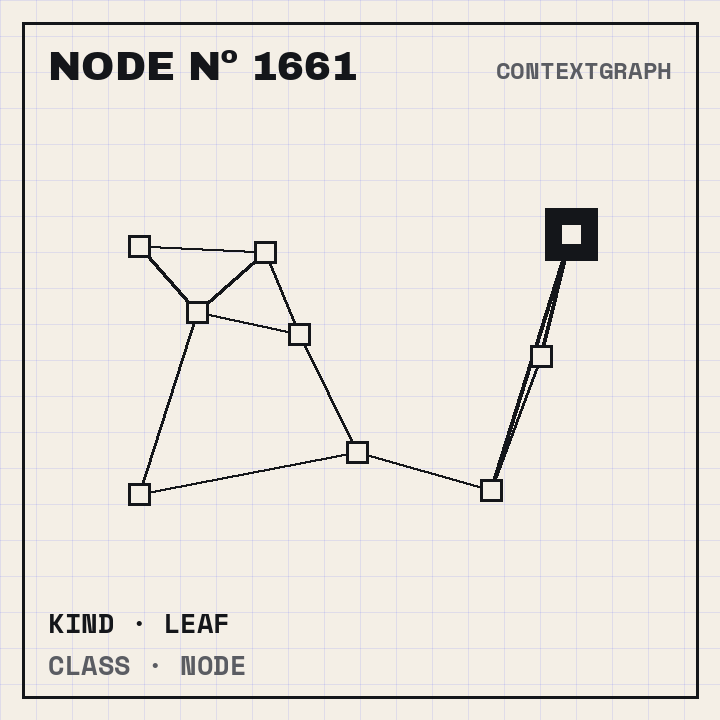 NODE Nº 1661
CONTEXTGRAPH
KIND · LEAF
CLASS · NODE